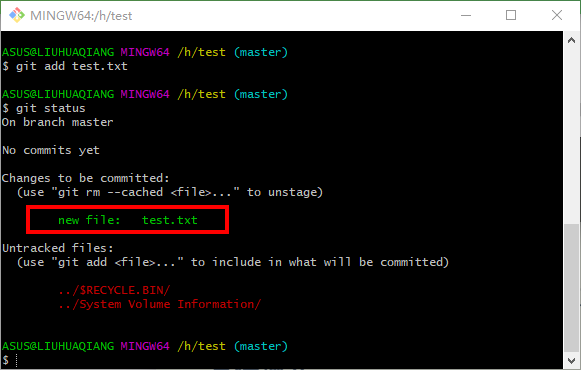 MINGW64:/h/test
ASUS@LIUHUAQIANG MINGW64 /h/test (master)
$ git add test.txt
ASUS@LIUHUAQIANG MINGW64 /h/test (master)
$ git status
On branch master
No commits yet
Changes to be committed:
(use "git rm --cached <file>..." to unstage)
new file: test.txt
Untracked files:
(use "git add <file>..." to include in what will be committed)
../$RECYCLE.BIN/
../System Volume Information/
ASUS@LIUHUAQIANG MINGW64 /h/test (master)
$